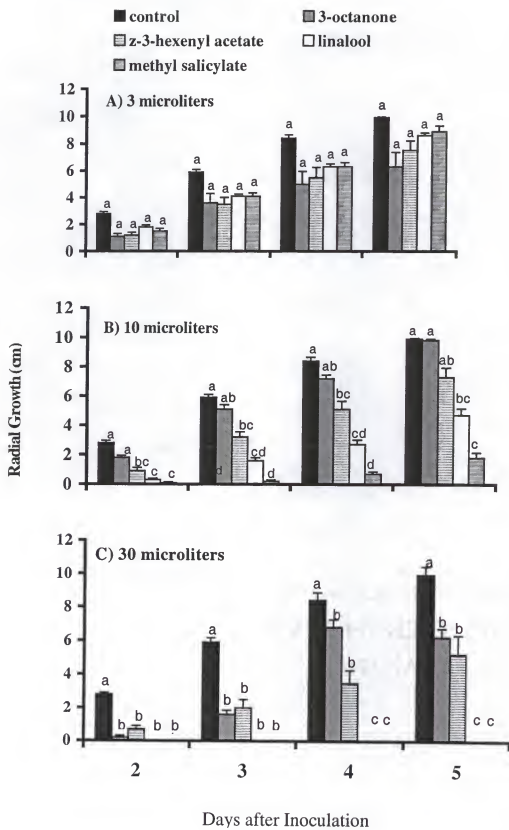 control
3-octanone
z-3-hexenyl acetate
linalool
methyl salicylate
A) 3 microliters
12
10
8
6
4
2
0
a
a a a a
a
a a a a
a
a a a a
a
a a a a
B) 10 microliters
12
10
8
6
4
2
0
a a bc c c
a ab bc cd d
d
a ab bc cd d
a a ab bc c
C) 30 microliters
12
10
8
6
4
2
0
a b b b b
a b b b b
a b b c c
a b b c c
2 3 4 5
Radial Growth (cm)
Days after Inoculation